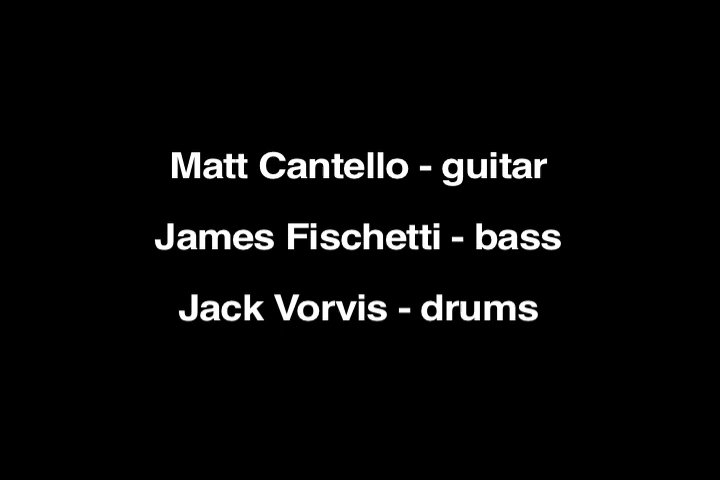 Matt Cantello - guitar
James Fischetti - bass
Jack Vorvis - drums